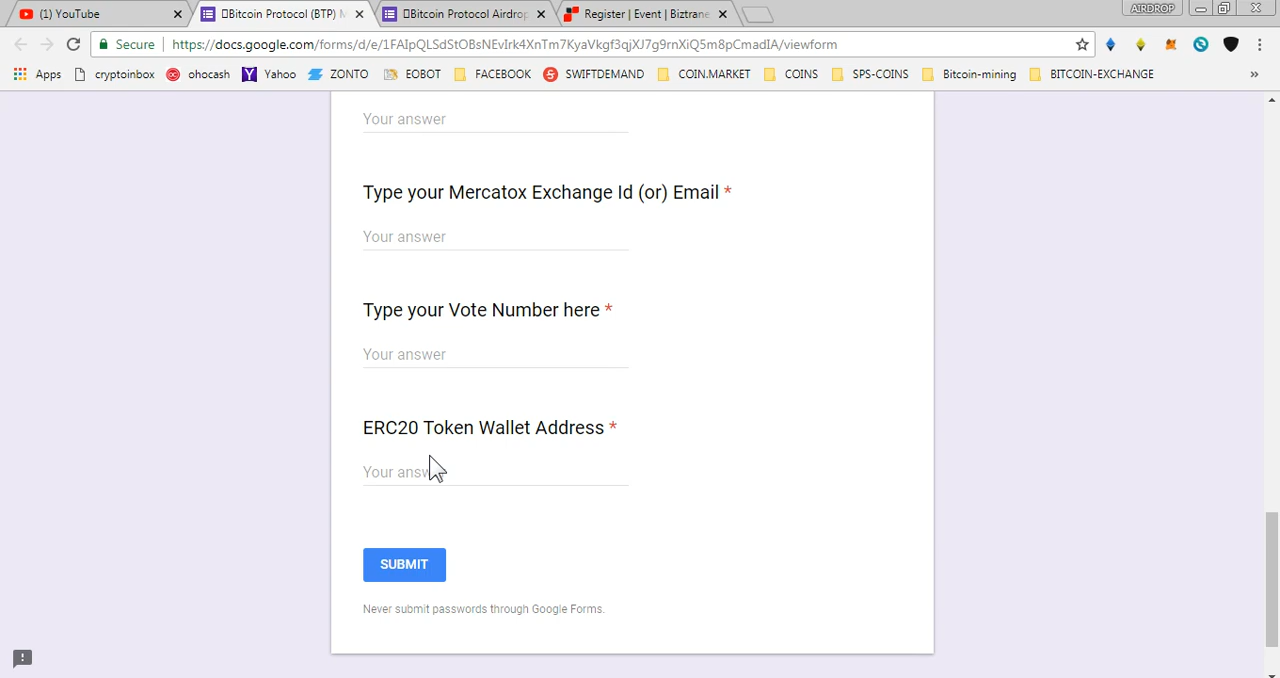 (1) YouTube
Bitcoin Protocol (BTP) M
Bitcoin Protocol Airdrop
Register | Event | Biztrane
AIRDROP
Secure
https://docs.google.com/forms/d/e/1FAIpQLSdStOBsNEvIrk4XnTm7KyaVkgf3qjXJ7g9rnXiQ5m8pCmadIA/viewform
Apps
cryptoinbox
ohocash
Yahoo
ZONTO
EOBOT
FACEBOOK
SWIFTDEMAND
COIN.MARKET
COINS
SPS-COINS
Bitcoin-mining
BITCOIN-EXCHANGE
»
Your answer
Type your Mercatox Exchange Id (or) Email *
Your answer
Type your Vote Number here *
Your answer
ERC20 Token Wallet Address *
Your answ
SUBMIT
Never submit passwords through Google Forms.